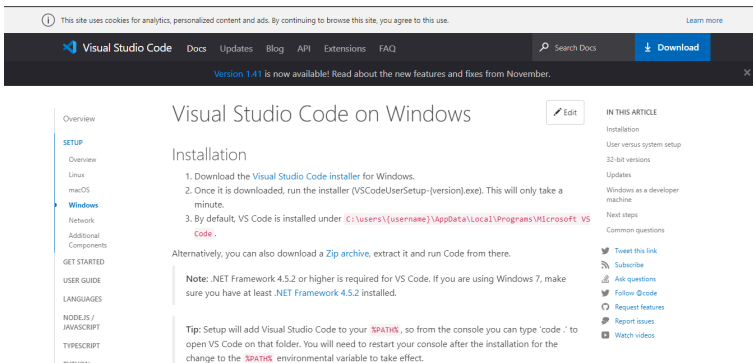 This site uses cookies for analytics, personalized content and ads. By continuing to browse this site, you agree to this use.
Learn more
Visual Studio Code
Docs
Updates
Blog
API
Extensions
FAQ
Search Docs
Download
Version 1.41 is now available! Read about the new features and fixes from November.
Overview
SETUP
Overview
Linux
macOS
Windows
Network
Additional
Components
GET STARTED
USER GUIDE
LANGUAGES
NODE.JS /
JAVASCRIPT
TYPESCRIPT
Visual Studio Code on Windows
Edit
Installation
1. Download the Visual Studio Code installer for Windows.
2. Once it is downloaded, run the installer (VSCodeUserSetup-{version}.exe). This will only take a
minute.
3. By default, VS Code is installed under C:\users\{username}\AppData\Local\Programs\Microsoft VS
Code .
Alternatively, you can also download a Zip archive, extract it and run Code from there.
Note: .NET Framework 4.5.2 or higher is required for VS Code. If you are using Windows 7, make
sure you have at least .NET Framework 4.5.2 installed.
Tip: Setup will add Visual Studio Code to your %PATH%, so from the console you can type 'code .' to
open VS Code on that folder. You will need to restart your console after the installation for the
change to the %PATH% environmental variable to take effect.
IN THIS ARTICLE
Installation
User versus system setup
32-bit versions
Updates
Windows as a developer
machine
Next steps
Common questions
Tweet this link
Subscribe
Ask questions
Follow @code
Request features
Report issues
Watch videos